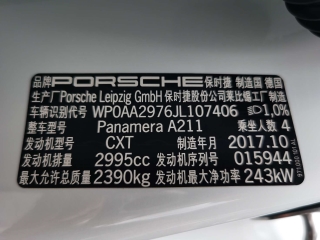 品牌 PORSCHE 保时捷 制造国 德国
生产厂 Porsche Leipzig GmbH 保时捷股份公司莱比锡工厂制造
车辆识别代号 WP0AA2976JL107406 1,0%
整车型号 Panamera A211 乘坐人数 4
发动机型号 CXT 制造年月 2017.10
发动机排量 2995cc 发动机序列号 015944
最大允许总质量 2390kg 发动机最大净功率 243kW